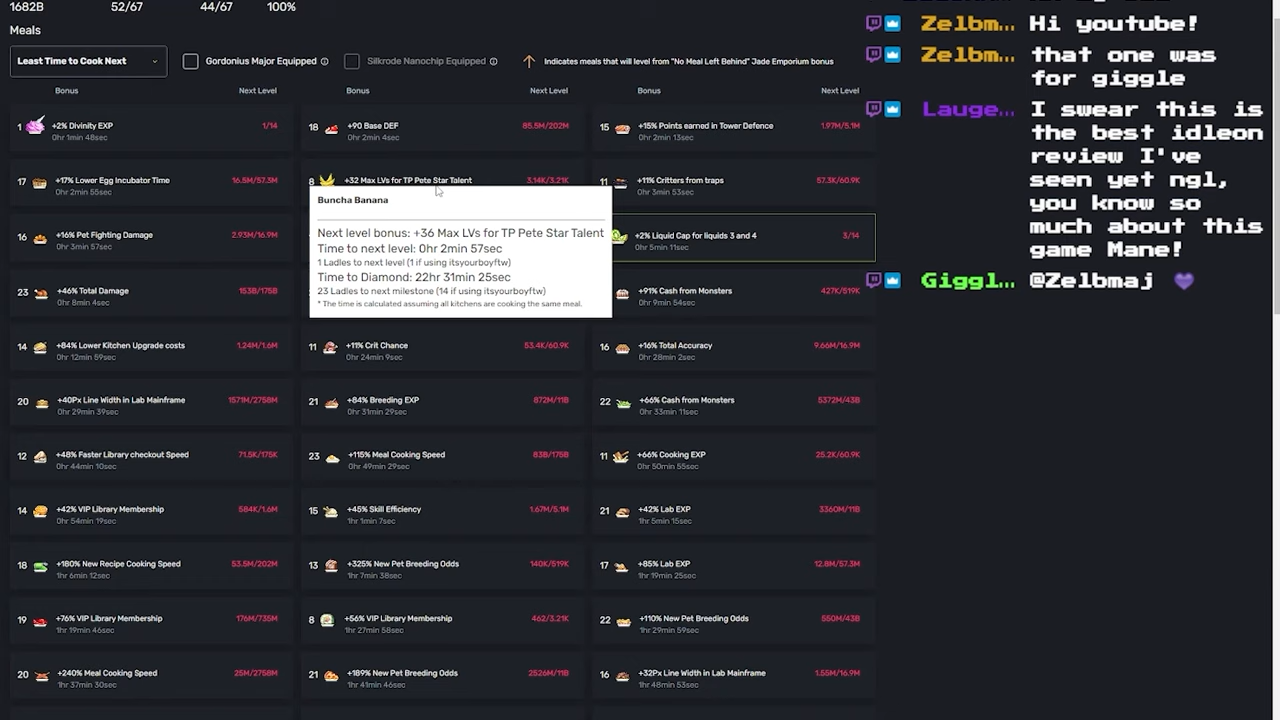 1682B 52/67 44/67 100%
Meals
Least Time to Cook Next
Gordonius Major Equipped
Silkrode Nanochip Equipped
Indicates meals that will level from "No Meal Left Behind" Jade Emporium bonus
Bonus Next Level Bonus Next Level Bonus Next Level
1 +2% Divinity EXP 1/14
0hr 1min 48sec
18 +90 Base DEF 85.5M/202M
0hr 2min 4sec
15 +15% Points earned in Tower Defence 1.97M/5.1M
0hr 2min 13sec
17 +17% Lower Egg Incubator Time 16.5M/57.3M
0hr 2min 55sec
8 +32 Max LVs for TP Pete Star Talent 3.14K/3.21K
11 +11% Critters from traps 57.3K/60.9K
0hr 3min 53sec
Buncha Banana
Next level bonus: +36 Max LVs for TP Pete Star Talent
Time to next level: 0hr 2min 57sec
1 Ladles to next level (1 if using itsyourboyftw)
Time to Diamond: 22hr 31min 25sec
23 Ladles to next milestone (14 if using itsyourboyftw)
* The time is calculated assuming all kitchens are cooking the same meal.
16 +16% Pet Fighting Damage 2.93M/16.9M
0hr 3min 57sec
+2% Liquid Cap for liquids 3 and 4 3/14
0hr 5min 11sec
23 +46% Total Damage 153B/175B
0hr 8min 4sec
+91% Cash from Monsters 427K/519K
0hr 9min 54sec
14 +84% Lower Kitchen Upgrade costs 1.24M/1.6M
0hr 12min 59sec
11 +11% Crit Chance 53.4K/60.9K
0hr 24min 9sec
16 +16% Total Accuracy 9.66M/16.9M
0hr 28min 2sec
20 +40Px Line Width in Lab Mainframe 1571M/2758M
0hr 29min 39sec
21 +84% Breeding EXP 872M/11B
0hr 31min 29sec
22 +66% Cash from Monsters 5372M/43B
0hr 33min 11sec
12 +48% Faster Library checkout Speed 71.5K/175K
0hr 44min 10sec
23 +115% Meal Cooking Speed 83B/175B
0hr 49min 29sec
11 +66% Cooking EXP 25.2K/60.9K
0hr 50min 55sec
14 +42% VIP Library Membership 584K/1.6M
0hr 54min 19sec
15 +45% Skill Efficiency 1.67M/5.1M
1hr 1min 7sec
21 +42% Lab EXP 3360M/11B
1hr 5min 15sec
18 +180% New Recipe Cooking Speed 53.5M/202M
1hr 6min 12sec
13 +325% New Pet Breeding Odds 140K/519K
1hr 7min 38sec
17 +85% Lab EXP 12.8M/57.3M
1hr 19min 25sec
19 +76% VIP Library Membership 176M/735M
1hr 19min 46sec
8 +56% VIP Library Membership 462/3.21K
1hr 27min 58sec
22 +110% New Pet Breeding Odds 550M/43B
1hr 29min 59sec
20 +240% Meal Cooking Speed 25M/2758M
1hr 37min 30sec
21 +189% New Pet Breeding Odds 2526M/11B
1hr 41min 46sec
16 +32Px Line Width in Lab Mainframe 1.55M/16.9M
1hr 48min 53sec
Zelbm... Hi youtube!
Zelbm... that one was
for giggle
Lauge... I swear this is
the best idleon
review I've
seen yet ngl,
you know so
much about this
game Mane!
Giggl... @Zelbmaj